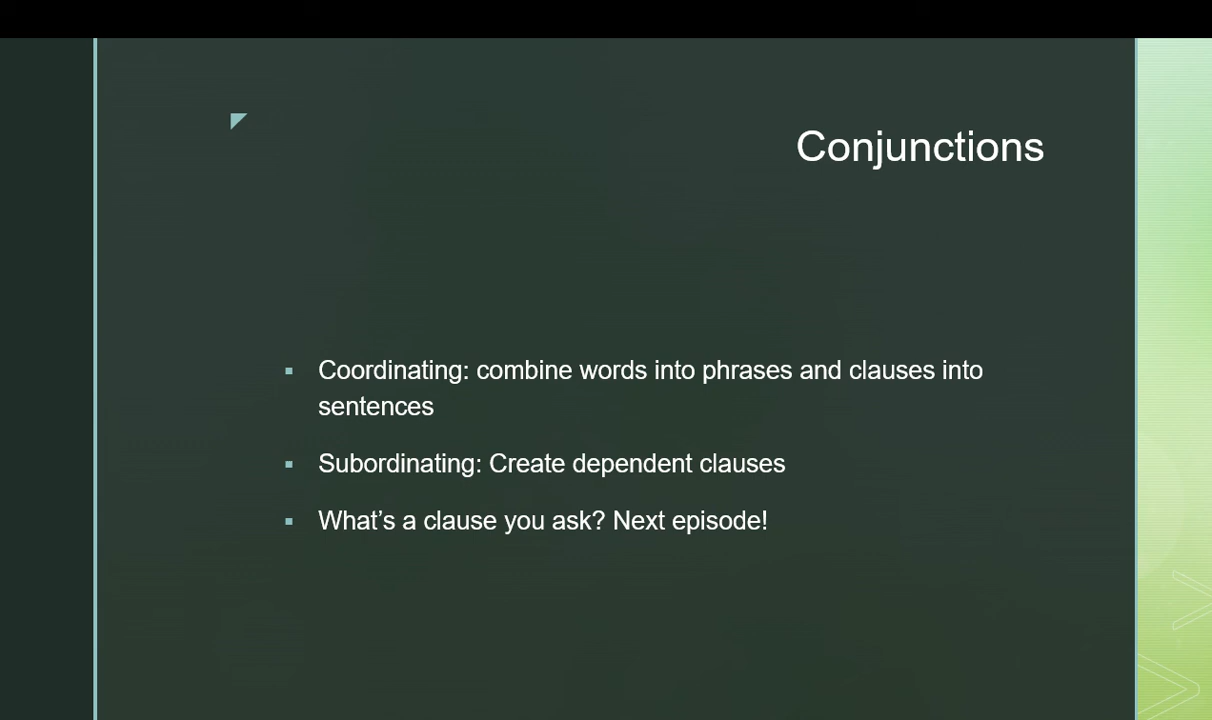 Conjunctions
Coordinating: combine words into phrases and clauses into
sentences
Subordinating: Create dependent clauses
What’s a clause you ask? Next episode!